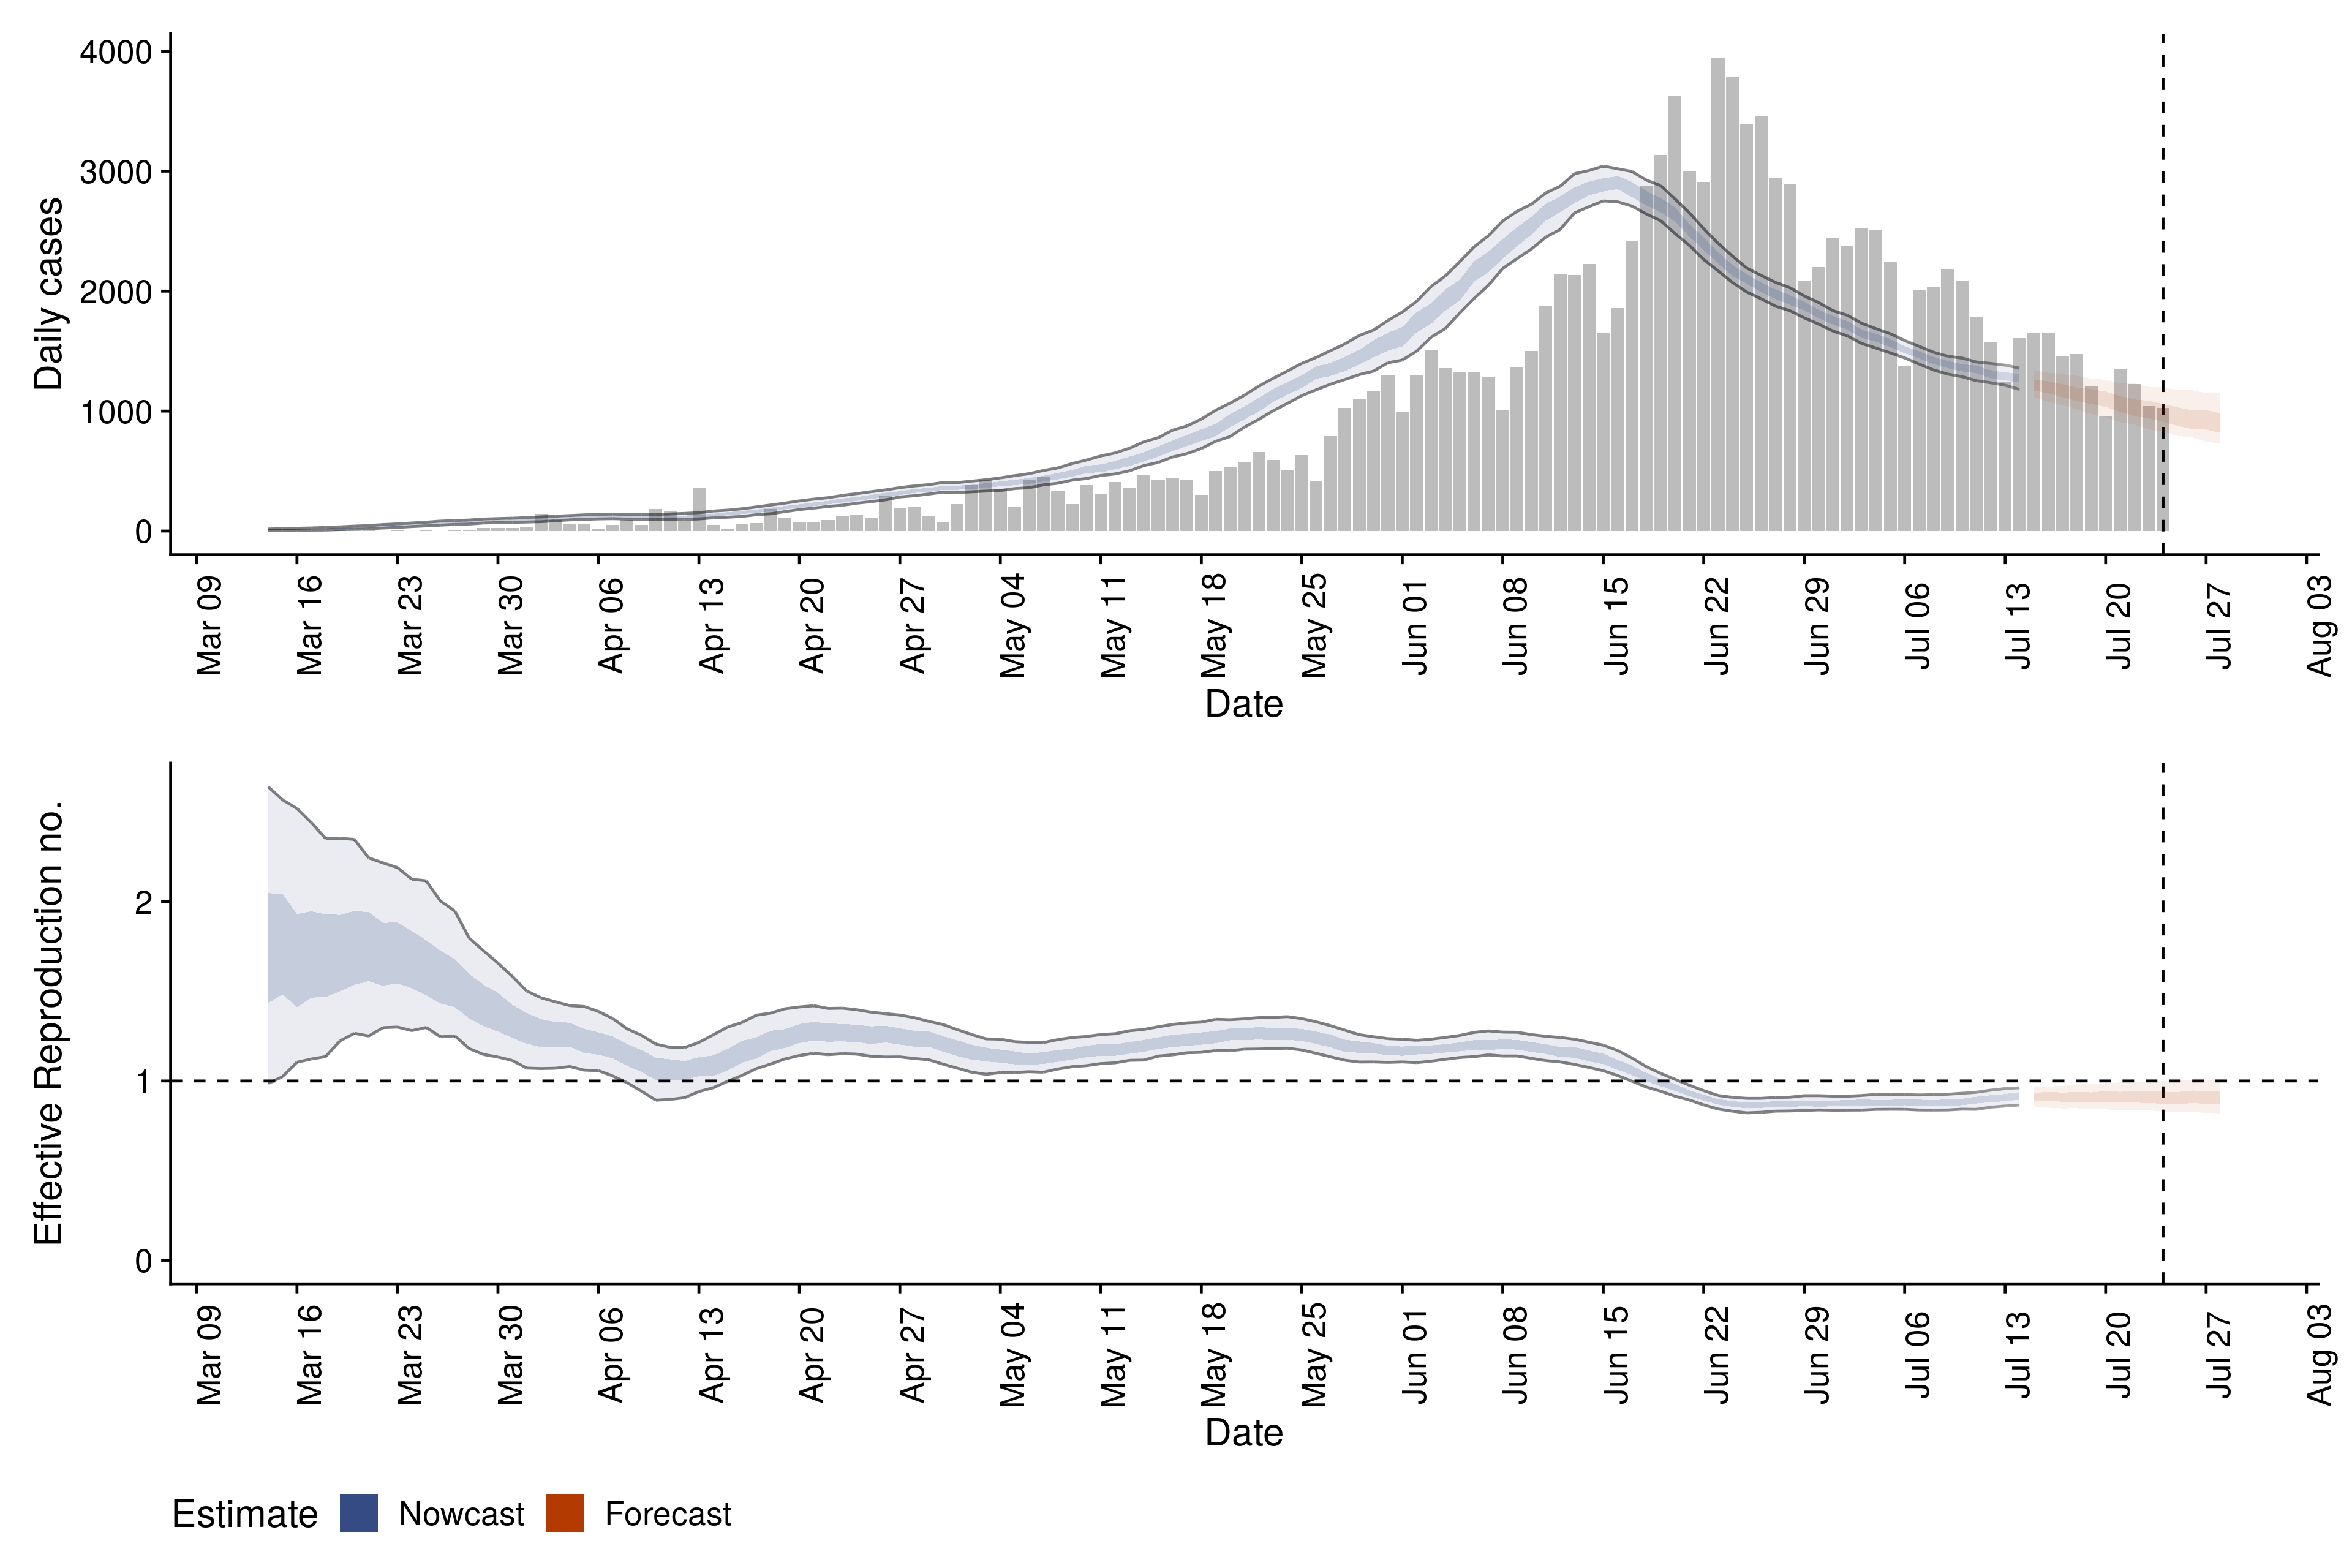 4000
3000
2000
1000
0
Daily cases
Mar 09 Mar 16 Mar 23 Mar 30 Apr 06 Apr 13 Apr 20 Apr 27 May 04 May 11 May 18 May 25 Jun 01 Jun 08 Jun 15 Jun 22 Jun 29 Jul 06 Jul 13 Jul 20 Jul 27 Aug 03
Date
2
1
0
Effective Reproduction no.
Mar 09 Mar 16 Mar 23 Mar 30 Apr 06 Apr 13 Apr 20 Apr 27 May 04 May 11 May 18 May 25 Jun 01 Jun 08 Jun 15 Jun 22 Jun 29 Jul 06 Jul 13 Jul 20 Jul 27 Aug 03
Date
Estimate Nowcast Forecast